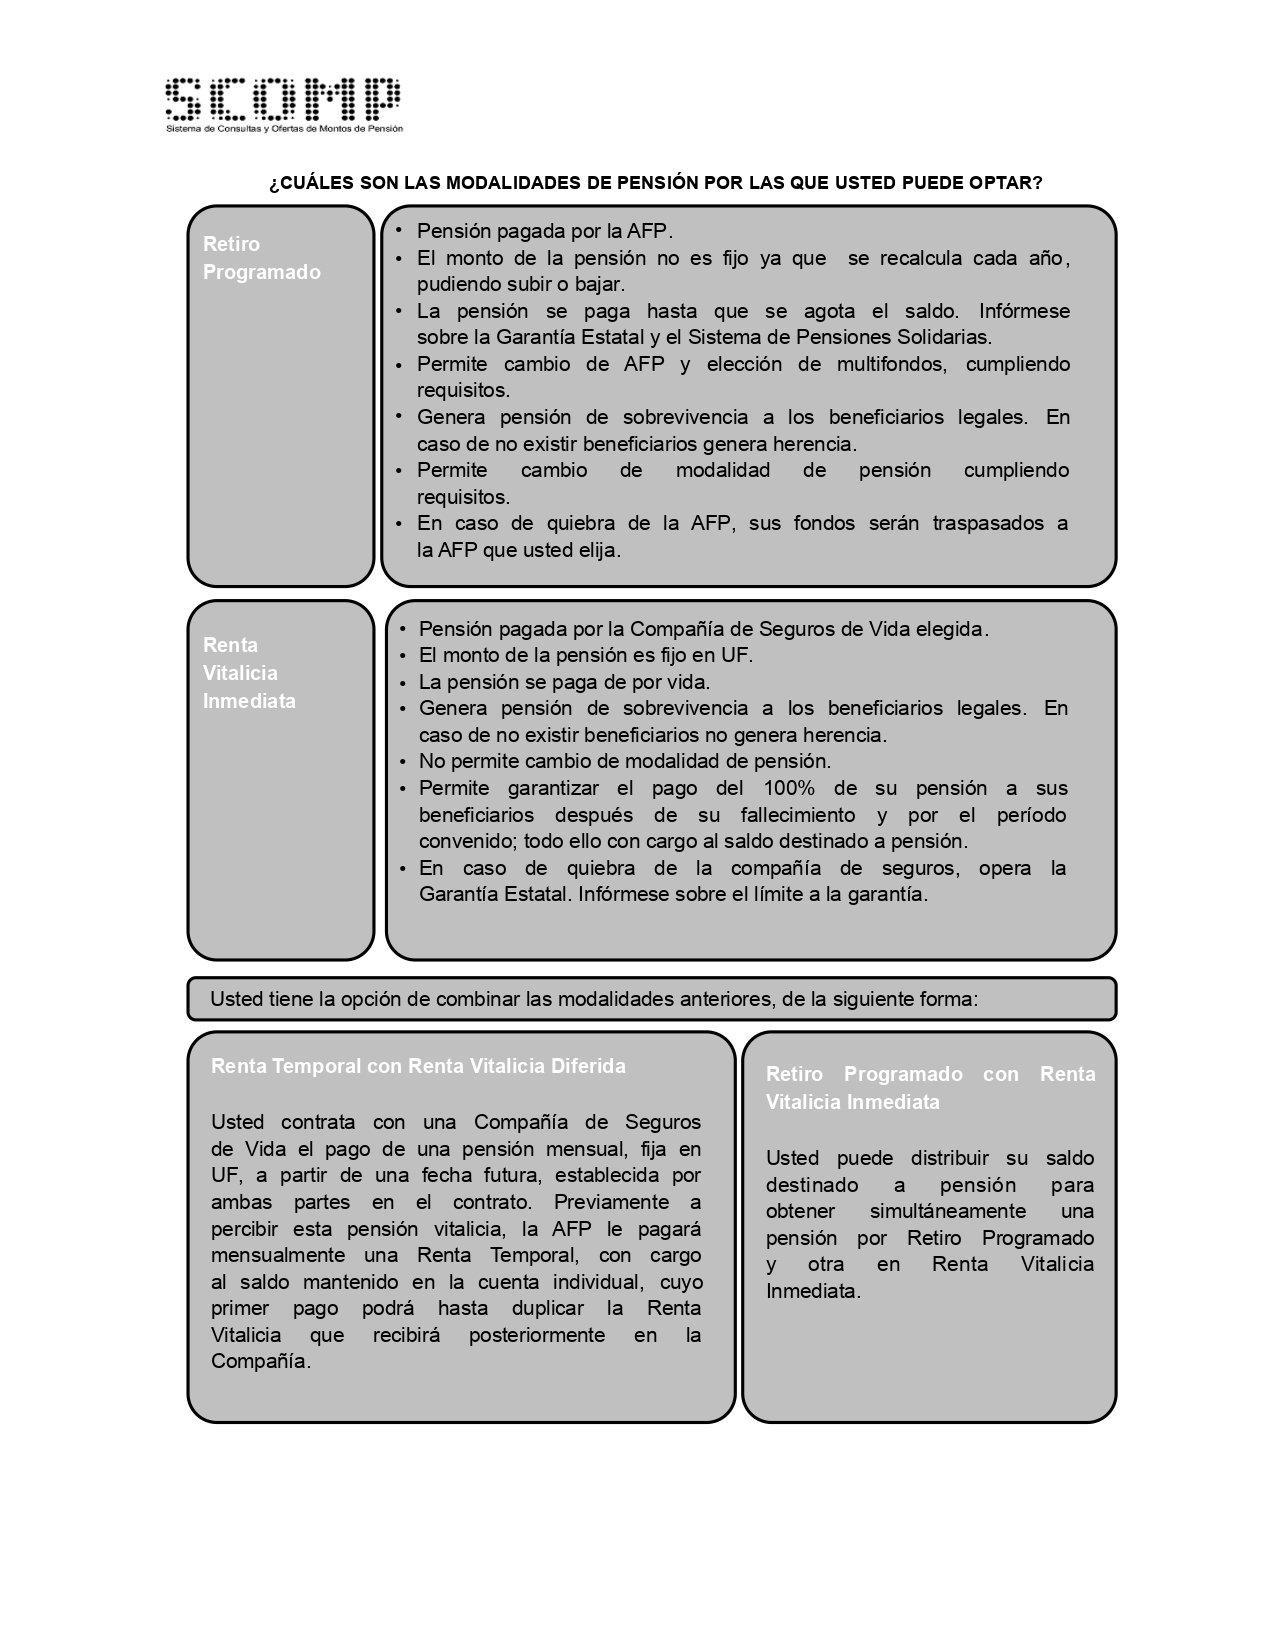 SCOMP
Sistema de Consultas y Ofertas de Montos de Pensión
¿CUÁLES SON LAS MODALIDADES DE PENSIÓN POR LAS QUE USTED PUEDE OPTAR?
Retiro
Programado
• Pensión pagada por la AFP.
• El monto de la pensión no es fijo ya que se recalcula cada año,
pudiendo subir o bajar.
• La pensión se paga hasta que se agota el saldo. Infórmese
sobre la Garantía Estatal y el Sistema de Pensiones Solidarias.
• Permite cambio de AFP y elección de multifondos, cumpliendo
requisitos.
• Genera pensión de sobrevivencia a los beneficiarios legales. En
caso de no existir beneficiarios genera herencia.
• Permite cambio de modalidad de pensión cumpliendo
requisitos.
• En caso de quiebra de la AFP, sus fondos serán traspasados a
la AFP que usted elija.
Renta
Vitalicia
Inmediata
• Pensión pagada por la Compañía de Seguros de Vida elegida.
• El monto de la pensión es fijo en UF.
• La pensión se paga de por vida.
• Genera pensión de sobrevivencia a los beneficiarios legales. En
caso de no existir beneficiarios no genera herencia.
• No permite cambio de modalidad de pensión.
• Permite garantizar el pago del 100% de su pensión a sus
beneficiarios después de su fallecimiento y por el período
convenido; todo ello con cargo al saldo destinado a pensión.
• En caso de quiebra de la compañía de seguros, opera la
Garantía Estatal. Infórmese sobre el límite a la garantía.
Usted tiene la opción de combinar las modalidades anteriores, de la siguiente forma:
Renta Temporal con Renta Vitalicia Diferida
Usted contrata con una Compañía de Seguros
de Vida el pago de una pensión mensual, fija en
UF, a partir de una fecha futura, establecida por
ambas partes en el contrato. Previamente a
percibir esta pensión vitalicia, la AFP le pagará
mensualmente una Renta Temporal, con cargo
al saldo mantenido en la cuenta individual, cuyo
primer pago podrá hasta duplicar la Renta
Vitalicia que recibirá posteriormente en la
Compañía.
Retiro Programado con Renta
Vitalicia Inmediata
Usted puede distribuir su saldo
destinado a pensión para
obtener simultáneamente una
pensión por Retiro Programado
y otra en Renta Vitalicia
Inmediata.